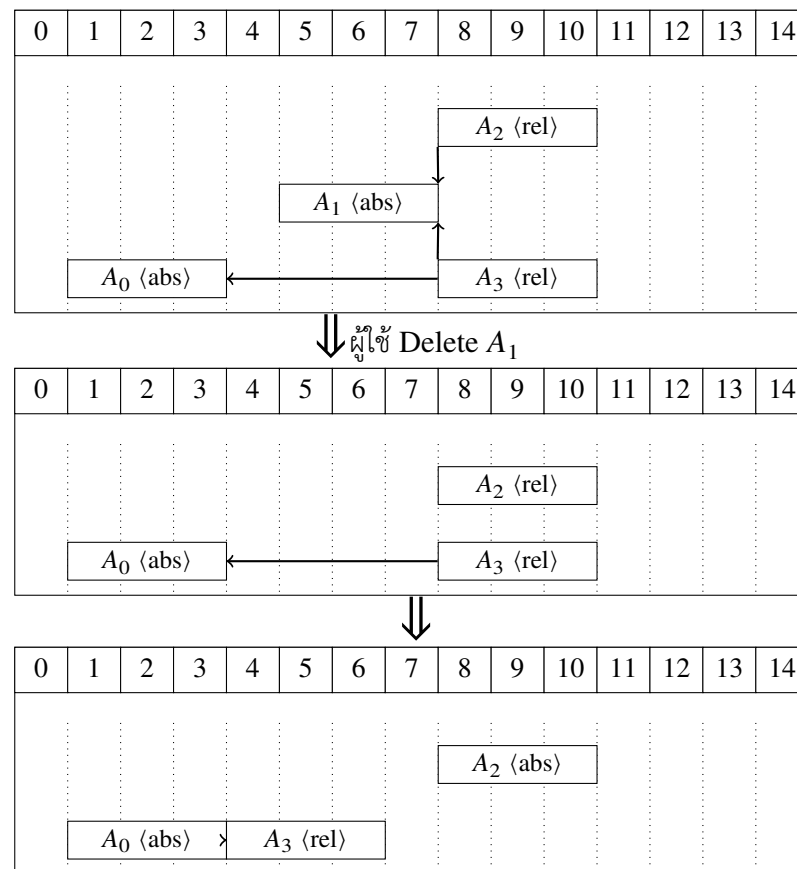 0 1 2 3 4 5 6 7 8 9 10 11 12 13 14
A₂ ⟨rel⟩
A₁ ⟨abs⟩
A₀ ⟨abs⟩ A₃ ⟨rel⟩
ผู้ใช้ Delete A₁
0 1 2 3 4 5 6 7 8 9 10 11 12 13 14
A₂ ⟨rel⟩
A₀ ⟨abs⟩ A₃ ⟨rel⟩
0 1 2 3 4 5 6 7 8 9 10 11 12 13 14
A₂ ⟨abs⟩
A₀ ⟨abs⟩ A₃ ⟨rel⟩